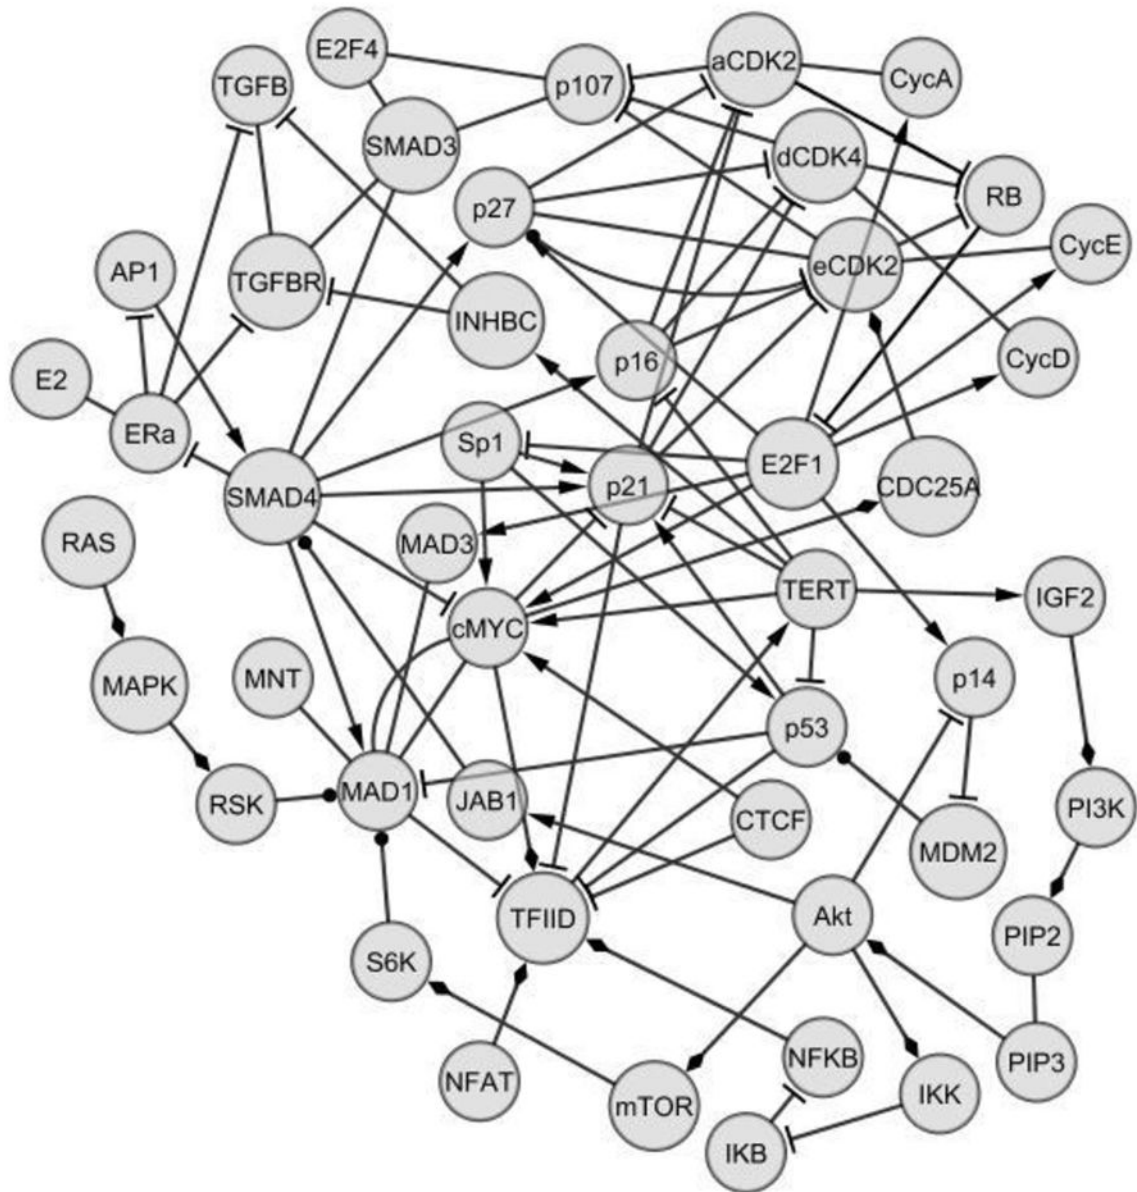 E2F4
aCDK2
CycA
TGFB
p107
SMAD3
dCDK4
RB
p27
CycE
AP1
TGFBR
eCDK2
INHBC
p16
CycD
E2
ERa
Sp1
E2F1
SMAD4
p21
CDC25A
RAS
MAD3
TERT
IGF2
cMYC
MAPK
MNT
p14
p53
RSK
MAD1
JAB1
CTCF
PI3K
MDM2
TFIID
Akt
PIP2
S6K
NFKB
PIP3
NFAT
mTOR
IKK
IKB